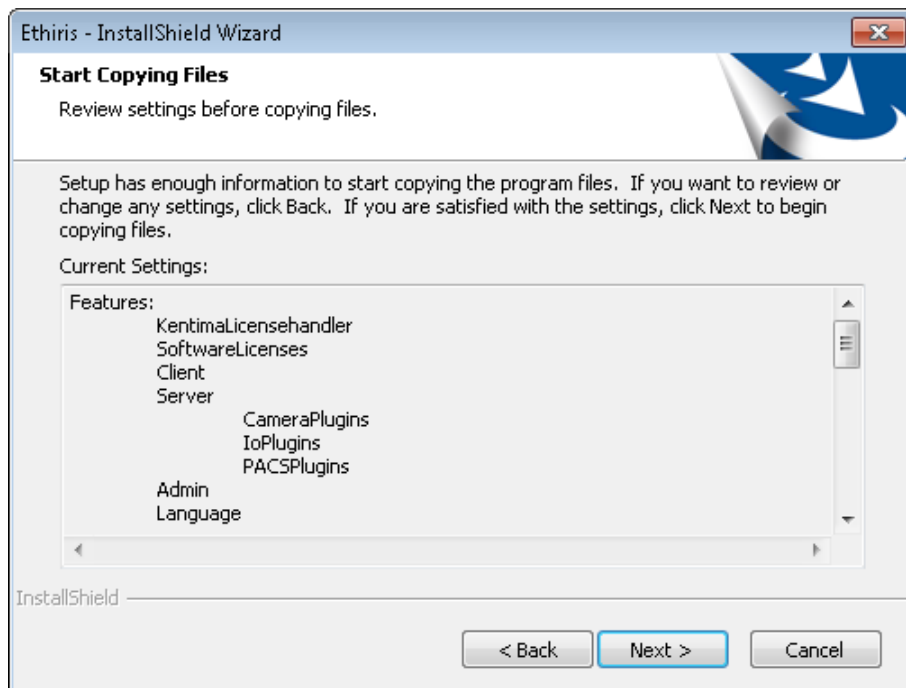 Ethiris - InstallShield Wizard
Start Copying Files
Review settings before copying files.
Setup has enough information to start copying the program files. If you want to review or
change any settings, click Back. If you are satisfied with the settings, click Next to begin
copying files.
Current Settings:
Features:
KentimaLicensehandler
SoftwareLicenses
Client
Server
CameraPlugins
IoPlugins
PACSPlugins
Admin
Language
InstallShield
< Back
Next >
Cancel